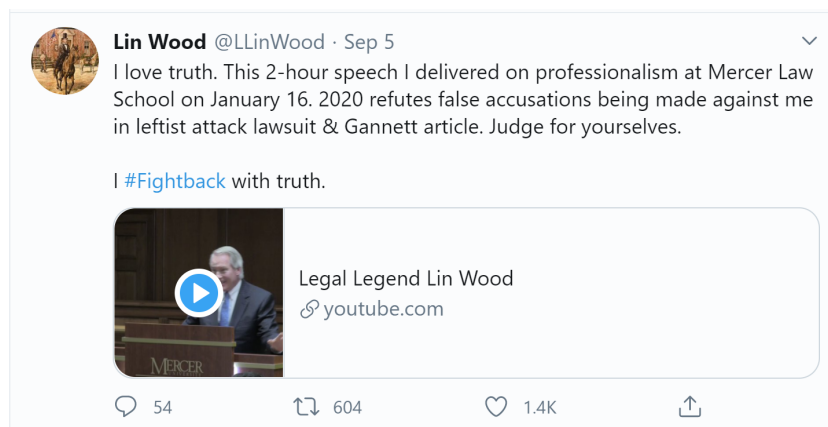 Lin Wood @LLinWood · Sep 5
I love truth. This 2-hour speech I delivered on professionalism at Mercer Law
School on January 16. 2020 refutes false accusations being made against me
in leftist attack lawsuit & Gannett article. Judge for yourselves.
I #Fightback with truth.
Legal Legend Lin Wood
youtube.com
MERCER
54 604 1.4K